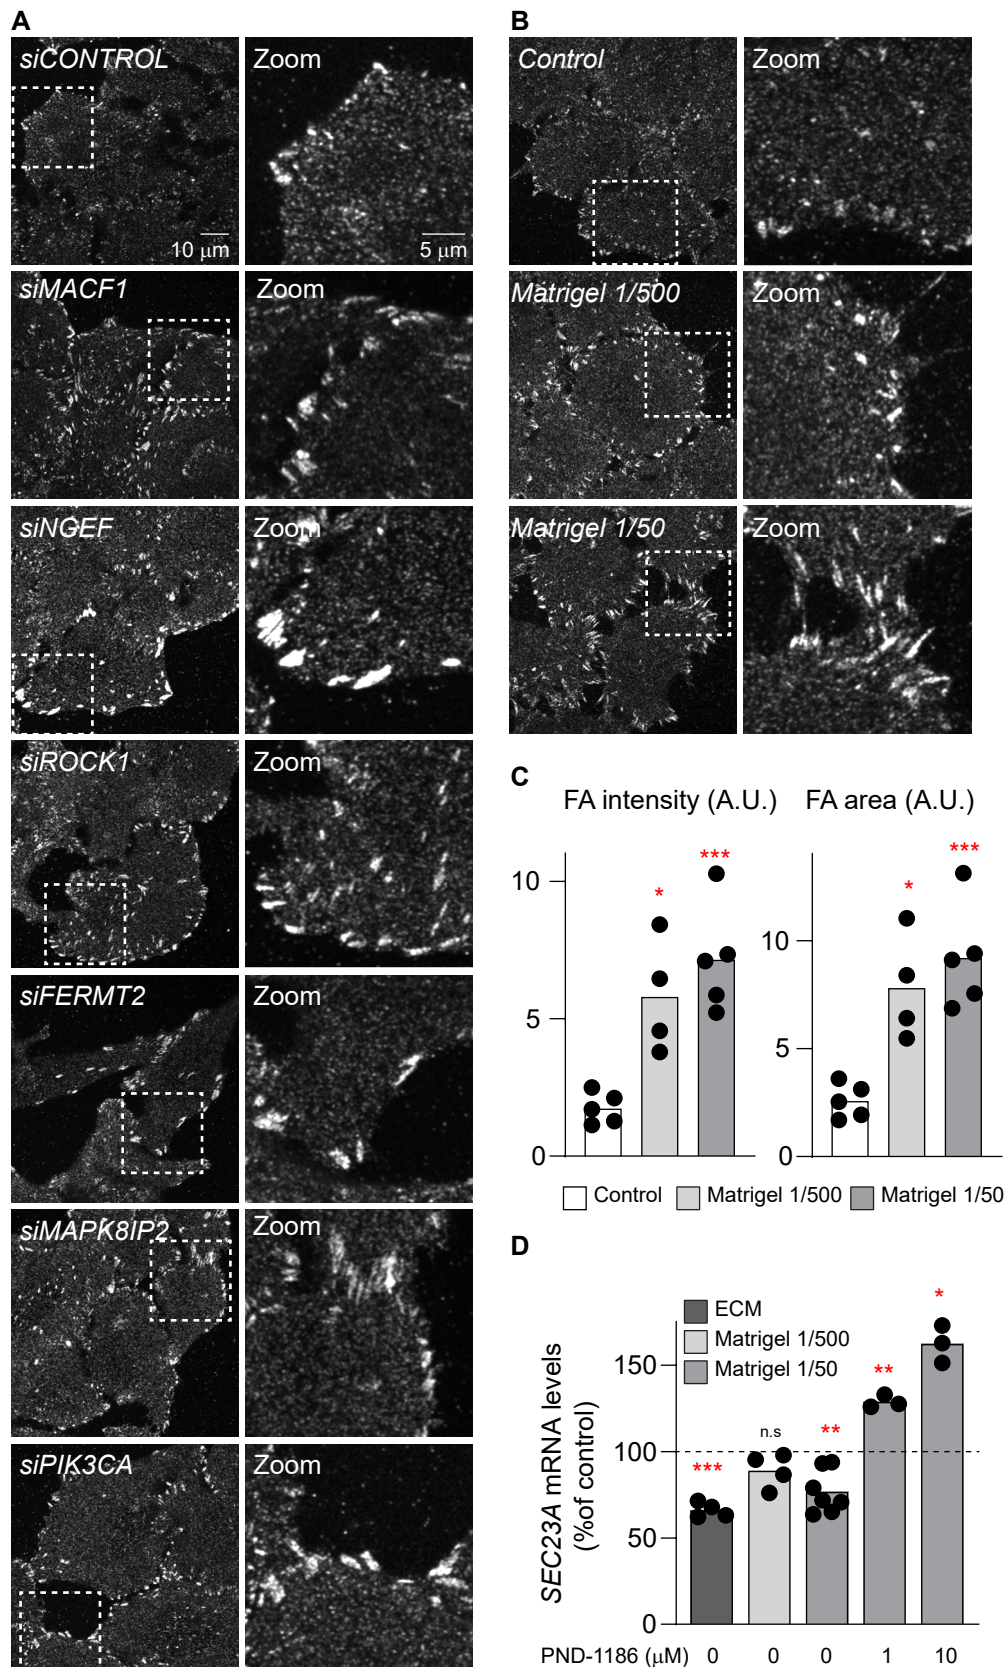 A
siCONTROL
Zoom
10 μm
5 μm
siMACF1
Zoom
siNGEF
Zoom
siROCK1
Zoom
siFERMT2
Zoom
siMAPK8IP2
Zoom
siPIK3CA
Zoom
B
Control
Zoom
Matrigel 1/500
Zoom
Matrigel 1/50
Zoom
C
FA intensity (A.U.)
FA area (A.U.)
10
5
0
*
***
10
5
0
*
***
Control
Matrigel 1/500
Matrigel 1/50
D
SEC23A mRNA levels
(%of control)
ECM
Matrigel 1/500
Matrigel 1/50
150
100
50
0
***
n.s
**
**
*
PND-1186 (μM) 0 0 0 1 10